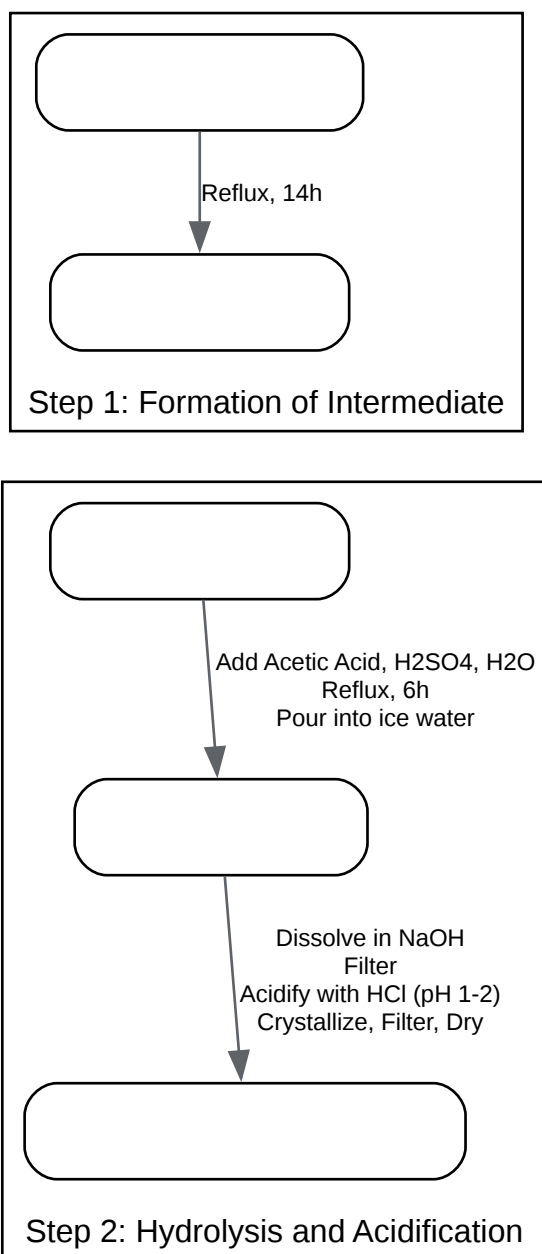 Reflux, 14h
Step 1: Formation of Intermediate
Add Acetic Acid, H2SO4, H2O
Reflux, 6h
Pour into ice water
Dissolve in NaOH
Filter
Acidify with HCl (pH 1-2)
Crystallize, Filter, Dry
Step 2: Hydrolysis and Acidification